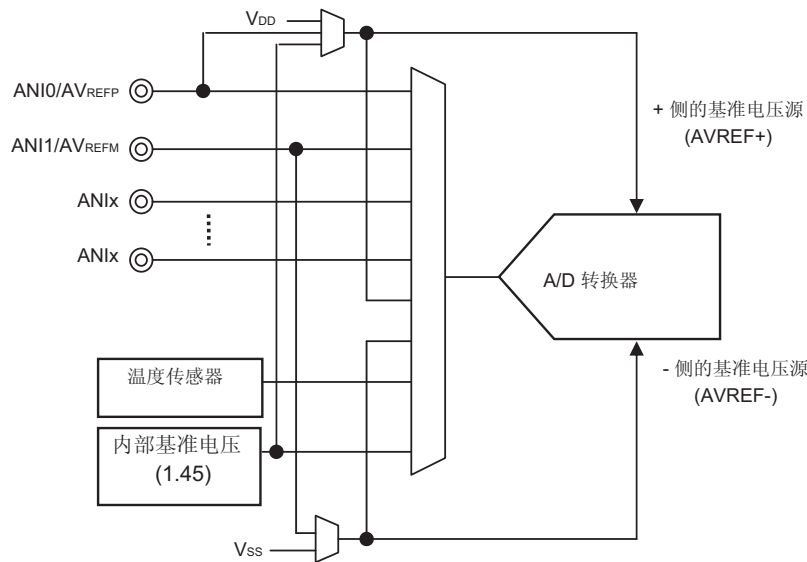 VDD
ANI0/AVREFP
ANI1/AVREFM
ANIx
ANIx
+ 侧的基准电压源
(AVREF+)
A/D 转换器
温度传感器
内部基准电压
(1.45)
- 侧的基准电压源
(AVREF-)
VSS